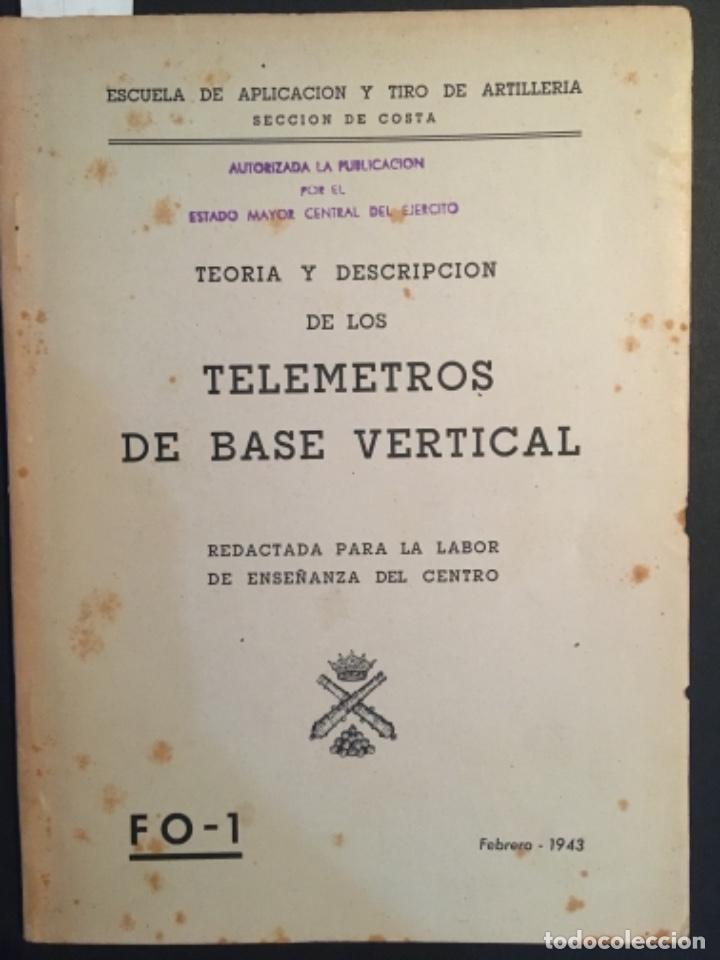 ESCUELA DE APLICACION Y TIRO DE ARTILLERIA
SECCION DE COSTA
AUTORIZADA LA PUBLICACION
POR EL
ESTADO MAYOR CENTRAL DEL EJERCITO
TEORIA Y DESCRIPCION
DE LOS
TELEMETROS
DE BASE VERTICAL
REDACTADA PARA LA LABOR
DE ENSEÑANZA DEL CENTRO
FO-1
Febrero - 1943
todocoleccion